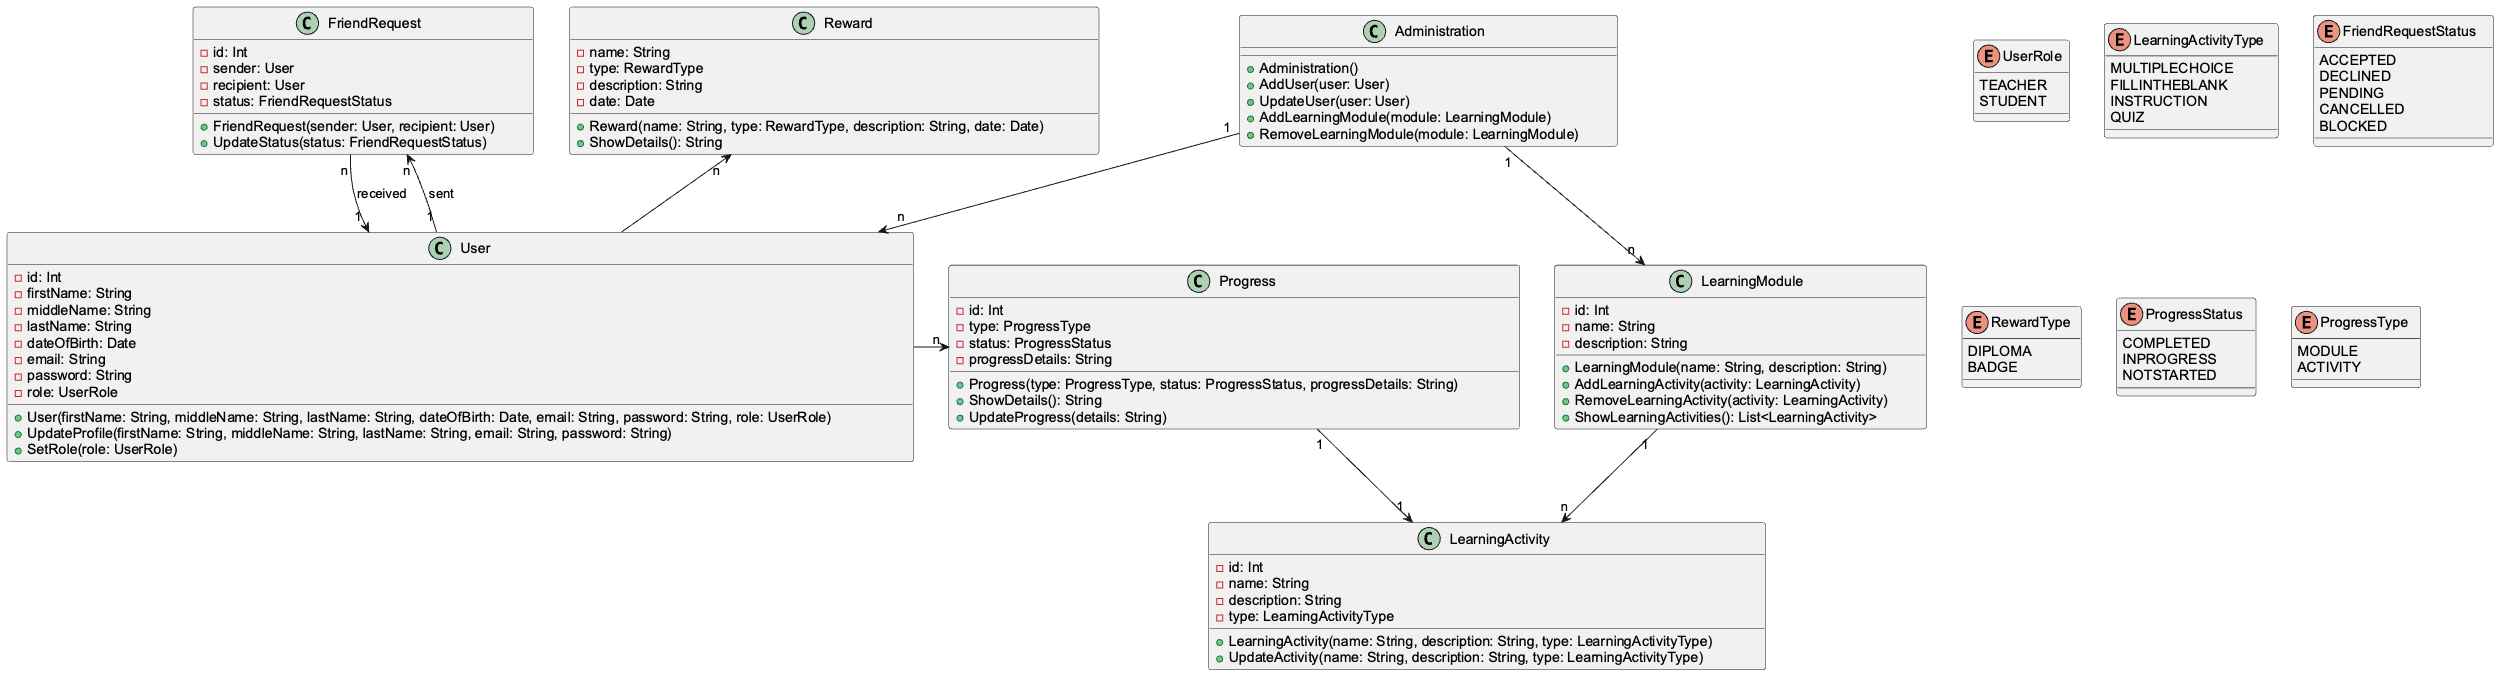 C FriendRequest
id: Int
sender: User
recipient: User
status: FriendRequestStatus
FriendRequest(sender: User, recipient: User)
UpdateStatus(status: FriendRequestStatus)
C Reward
name: String
type: RewardType
description: String
date: Date
Reward(name: String, type: RewardType, description: String, date: Date)
ShowDetails(): String
C Administration
Administration()
AddUser(user: User)
UpdateUser(user: User)
AddLearningModule(module: LearningModule)
RemoveLearningModule(module: LearningModule)
E UserRole
TEACHER
STUDENT
E LearningActivityType
MULTIPLECHOICE
FILLINTHEBLANK
INSTRUCTION
QUIZ
E FriendRequestStatus
ACCEPTED
DECLINED
PENDING
CANCELLED
BLOCKED
n
received
1
n
sent
1
n
1
n
1
n
C User
id: Int
firstName: String
middleName: String
lastName: String
dateOfBirth: Date
email: String
password: String
role: UserRole
User(firstName: String, middleName: String, lastName: String, dateOfBirth: Date, email: String, password: String, role: UserRole)
UpdateProfile(firstName: String, middleName: String, lastName: String, email: String, password: String)
SetRole(role: UserRole)
n
C Progress
id: Int
type: ProgressType
status: ProgressStatus
progressDetails: String
Progress(type: ProgressType, status: ProgressStatus, progressDetails: String)
ShowDetails(): String
UpdateProgress(details: String)
C LearningModule
id: Int
name: String
description: String
LearningModule(name: String, description: String)
AddLearningActivity(activity: LearningActivity)
RemoveLearningActivity(activity: LearningActivity)
ShowLearningActivities(): List<LearningActivity>
E RewardType
DIPLOMA
BADGE
E ProgressStatus
COMPLETED
INPROGRESS
NOTSTARTED
E ProgressType
MODULE
ACTIVITY
1
1
1
n
C LearningActivity
id: Int
name: String
description: String
type: LearningActivityType
LearningActivity(name: String, description: String, type: LearningActivityType)
UpdateActivity(name: String, description: String, type: LearningActivityType)